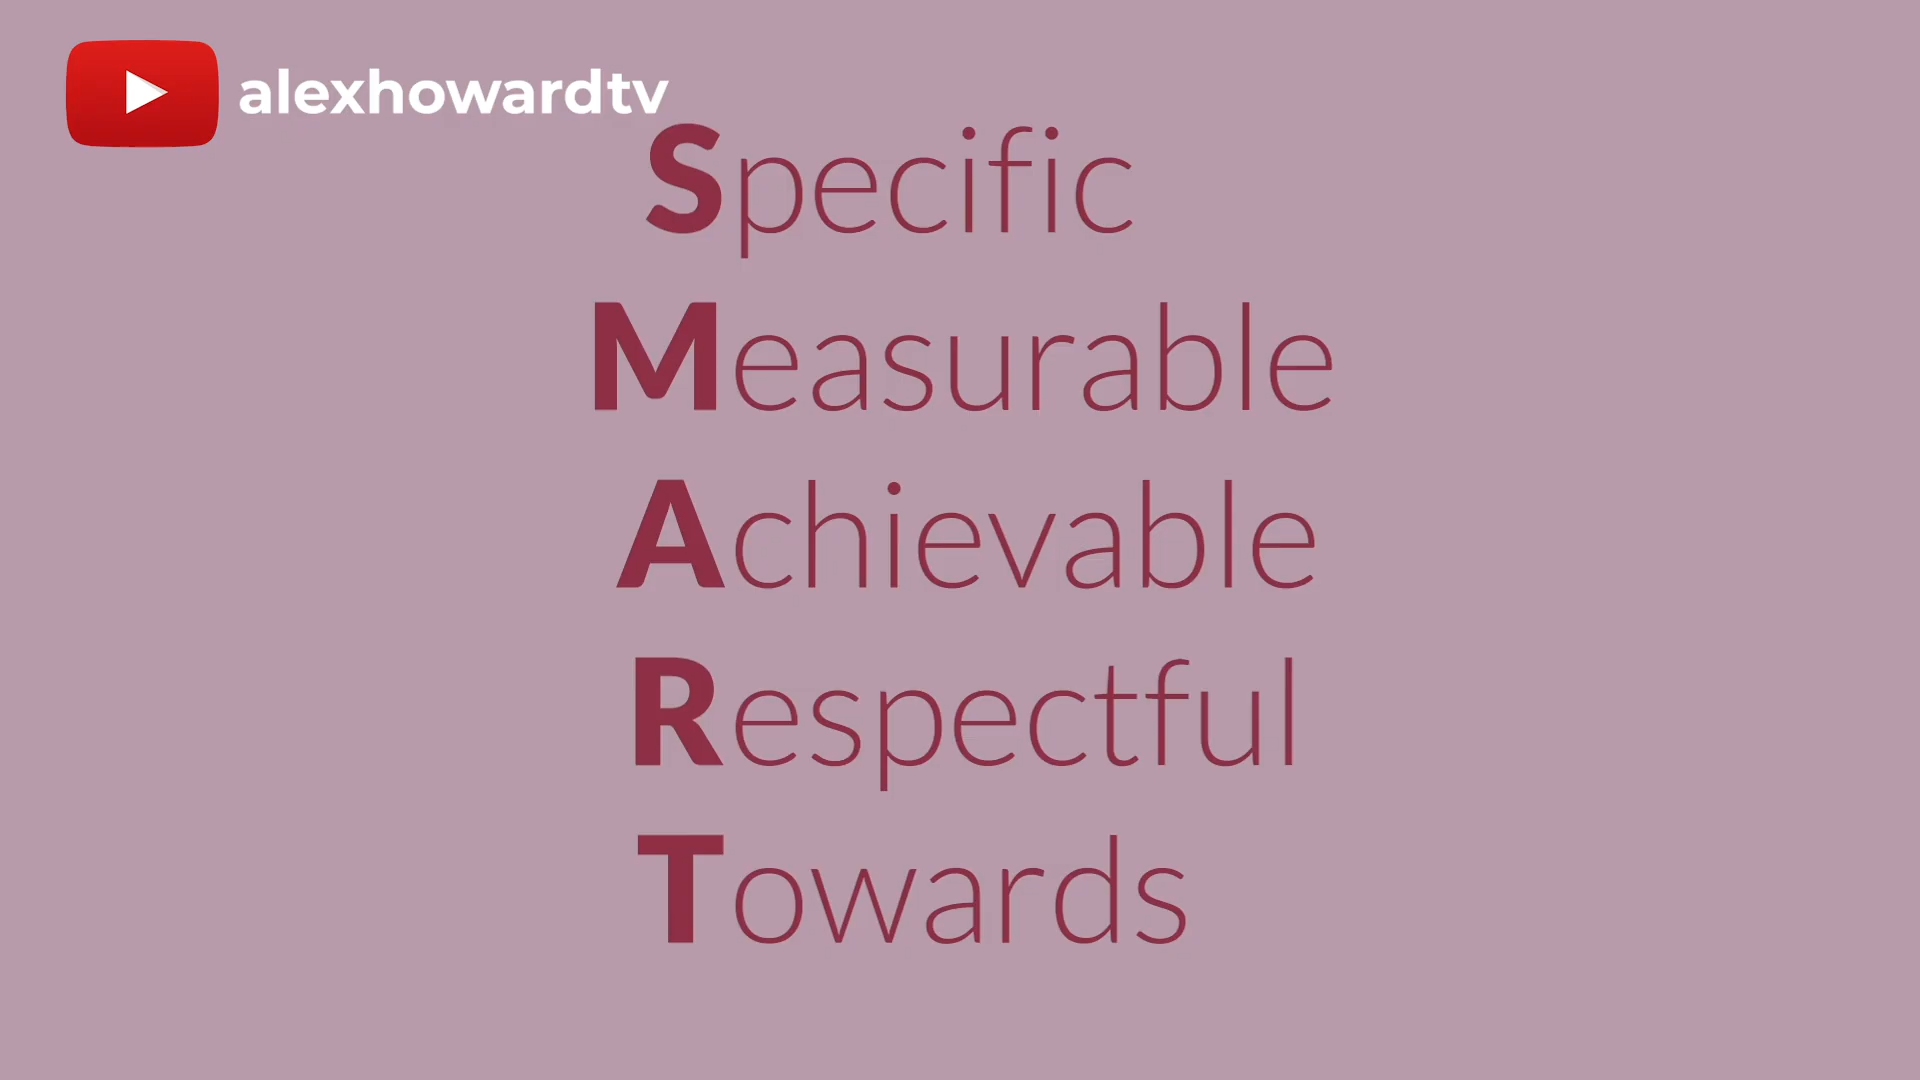 alexhowardtv
Specific
Measurable
Achievable
Respectful
Towards